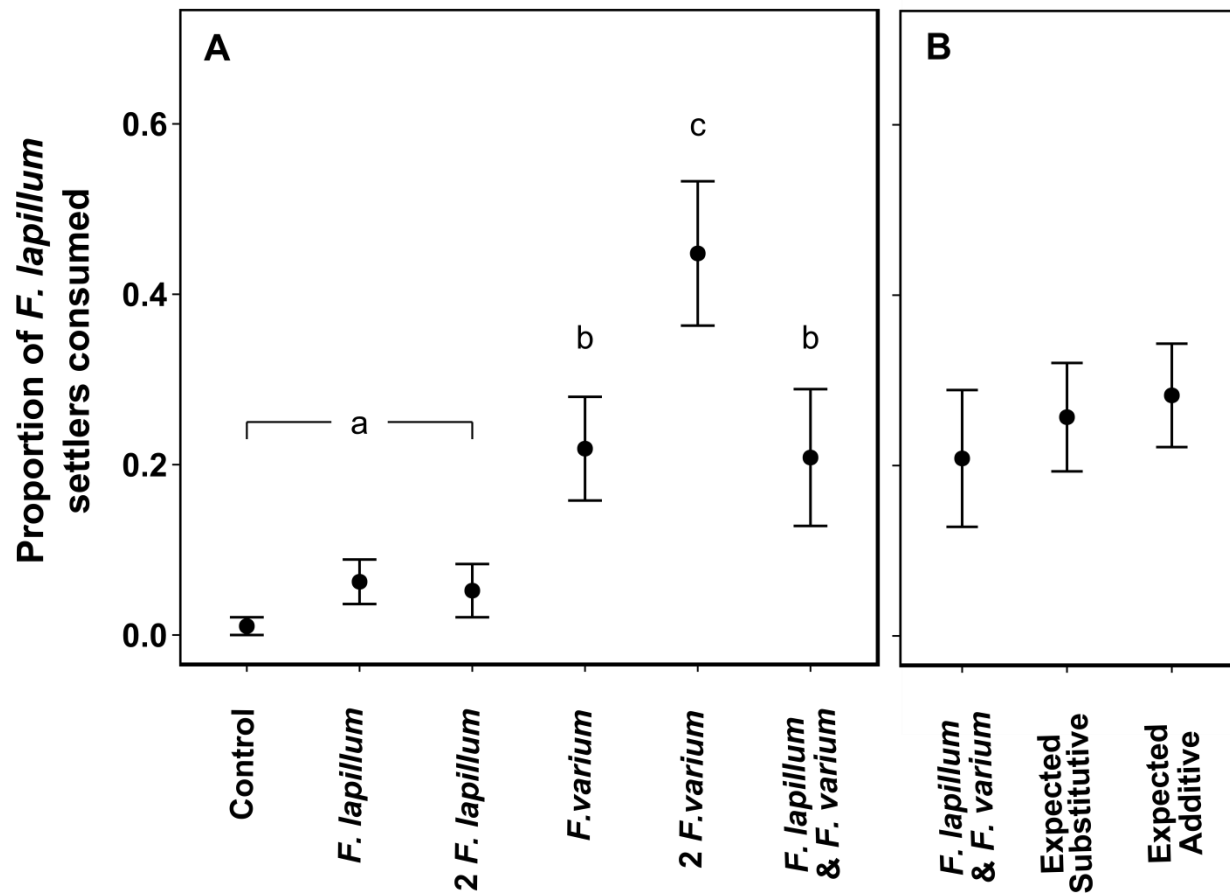 A
B
Proportion of F. lapillum
settlers consumed
0.6
0.4
0.2
0.0
a
b
c
b
Control
F. lapillum
2 F. lapillum
F.varium
2 F.varium
F. lapillum
& F. varium
F. lapillum
& F. varium
Expected
Substitutive
Expected
Additive